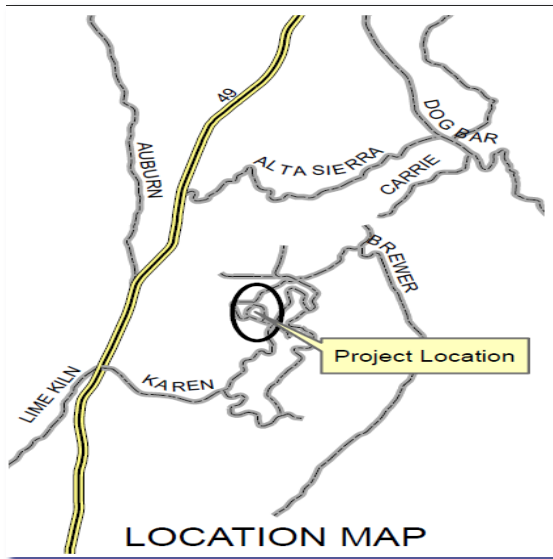 49
AUBURN
DOG BAR
ALTA SIERRA
CARRIE
BREWER
Project Location
KAREN
LIME KILN
LOCATION MAP